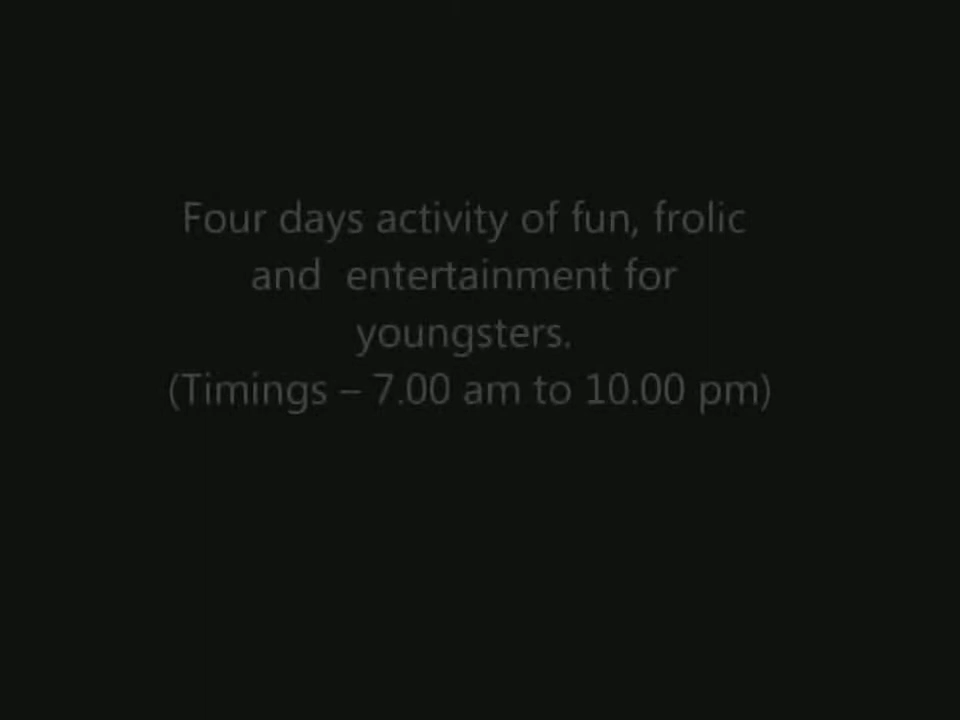 Four days activity of fun, frolic
and  entertainment for
youngsters.
(Timings – 7.00 am to 10.00 pm)